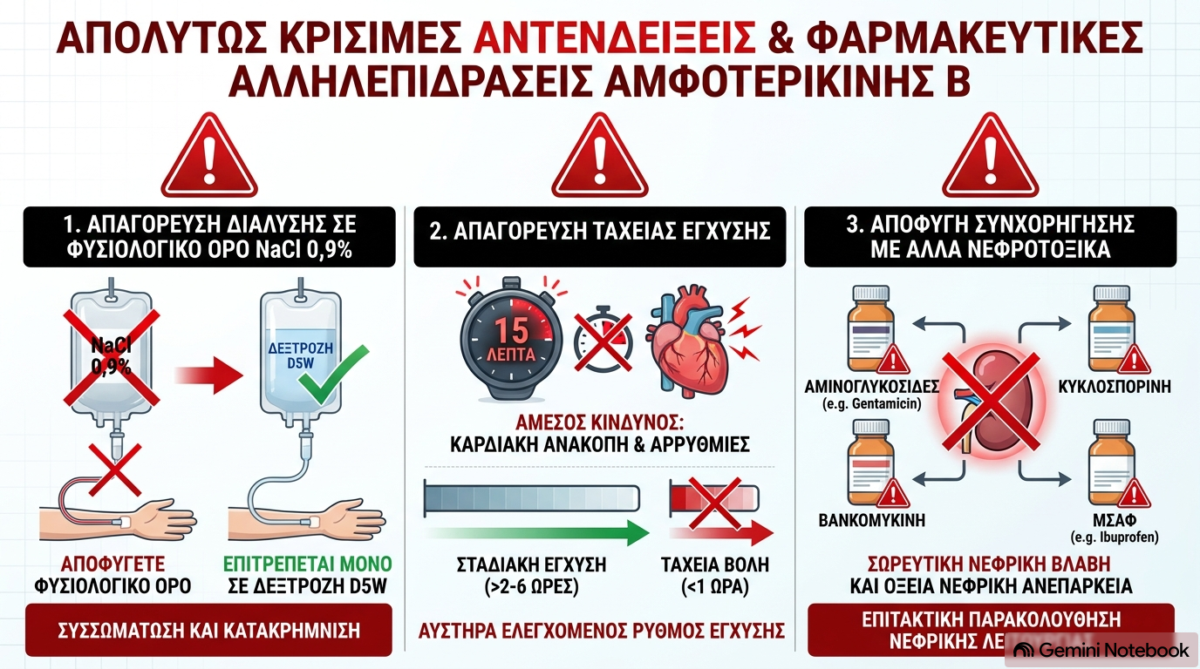 ΑΠΟΛΥΤΩΣ ΚΡΙΣΙΜΕΣ ΑΝΤΕΝΔΕΙΞΕΙΣ & ΦΑΡΜΑΚΕΥΤΙΚΕΣ
ΑΛΛΗΛΕΠΙΔΡΑΣΕΙΣ ΑΜΦΟΤΕΡΙΚΙΝΗΣ Β
1. ΑΠΑΓΟΡΕΥΣΗ ΔΙΑΛΥΣΗΣ ΣΕ
ΦΥΣΙΟΛΟΓΙΚΟ ΟΡΟ NaCl 0,9%
NaCl
0,9%
ΔΕΞΤΡΟΖΗ
D5W
ΑΠΟΦΥΓΕΤΕ
ΦΥΣΙΟΛΟΓΙΚΟ ΟΡΟ
ΕΠΙΤΡΕΠΕΤΑΙ ΜΟΝΟ
ΣΕ ΔΕΞΤΡΟΖΗ D5W
ΣΥΣΣΩΜΑΤΩΣΗ ΚΑΙ ΚΑΤΑΚΡΗΜΝΙΣΗ
2. ΑΠΑΓΟΡΕΥΣΗ ΤΑΧΕΙΑΣ ΕΓΧΥΣΗΣ
15
ΛΕΠΤΑ
ΑΜΕΣΟΣ ΚΙΝΔΥΝΟΣ:
ΚΑΡΔΙΑΚΗ ΑΝΑΚΟΠΗ & ΑΡΡΥΘΜΙΕΣ
ΣΤΑΔΙΑΚΗ ΕΓΧΥΣΗ
(>2-6 ΩΡΕΣ)
ΤΑΧΕΙΑ ΒΟΛΗ
(<1 ΩΡΑ)
ΑΥΣΤΗΡΑ ΕΛΕΓΧΟΜΕΝΟΣ ΡΥΘΜΟΣ ΕΓΧΥΣΗΣ
3. ΑΠΟΦΥΓΗ ΣΥΝΧΟΡΗΓΗΣΗΣ
ΜΕ ΑΛΛΑ ΝΕΦΡΟΤΟΞΙΚΑ
ΑΜΙΝΟΓΛΥΚΟΣΙΔΕΣ
(e.g. Gentamicin)
ΚΥΚΛΟΣΠΟΡΙΝΗ
ΒΑΝΚΟΜΥΚΙΝΗ
ΜΣΑΦ
(e.g. Ibuprofen)
ΣΩΡΕΥΤΙΚΗ ΝΕΦΡΙΚΗ ΒΛΑΒΗ
ΚΑΙ ΟΞΕΙΑ ΝΕΦΡΙΚΗ ΑΝΕΠΑΡΚΕΙΑ
ΕΠΙΤΑΚΤΙΚΗ ΠΑΡΑΚΟΛΟΥΘΗΣΗ
ΝΕΦΡΙΚΗΣ
Gemini Notebook